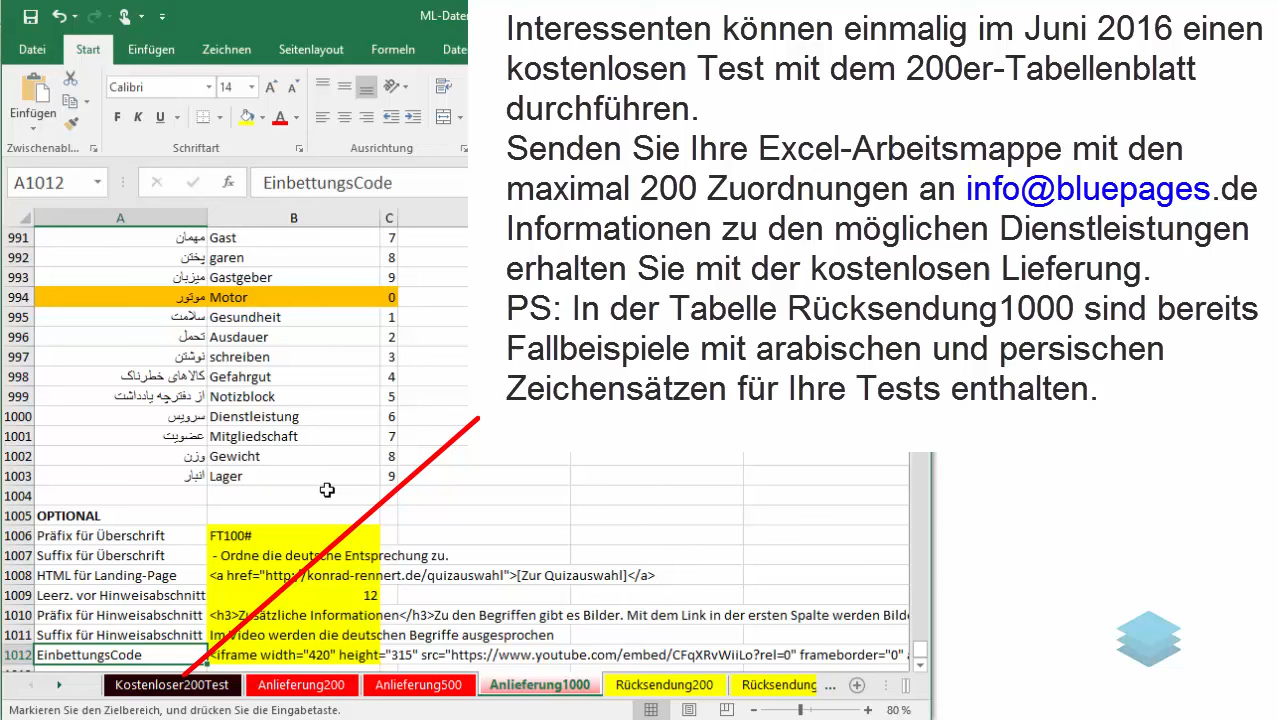 ML-Daten
Interessenten können einmalig im Juni 2016 einen
kostenlosen Test mit dem 200er-Tabellenblatt
durchführen.
Senden Sie Ihre Excel-Arbeitsmappe mit den
maximal 200 Zuordnungen an info@bluepages.de
Informationen zu den möglichen Dienstleistungen
erhalten Sie mit der kostenlosen Lieferung.
PS: In der Tabelle Rücksendung1000 sind bereits
Fallbeispiele mit arabischen und persischen
Zeichensätzen für Ihre Tests enthalten.
Datei Start Einfügen Zeichnen Seitenlayout Formeln
Calibri 14
Einfügen
F K U
Zwischenabl... Schriftart Ausrichtung
A1012 fx EinbettungsCode
A B C
991 مهمان Gast 7
992 پختن garen 8
993 میزبان Gastgeber 9
994 موتور Motor 0
995 سلامت Gesundheit 1
996 تحمل Ausdauer 2
997 نوشتن schreiben 3
998 کالاهای خطرناک Gefahrgut 4
999 از دفترچه یادداشت Notizblock 5
1000 سرویس Dienstleistung 6
1001 عضویت Mitgliedschaft 7
1002 وزن Gewicht 8
1003 انبار Lager 9
1004
1005 OPTIONAL
1006 Präfix für Überschrift FT100#
1007 Suffix für Überschrift - Ordne die deutsche Entsprechung zu.
1008 HTML für Landing-Page <a href="http://konrad-rennert.de/quizauswahl">[Zur Quizauswahl]</a>
1009 Leerz. vor Hinweisabschnitt 12
1010 Präfix für Hinweisabschnitt <h3>Zusätzliche Informationen</h3>Zu den Begriffen gibt es Bilder. Mit dem Link in der ersten Spalte werden Bild
1011 Suffix für Hinweisabschnitt Im Video werden die deutschen Begriffe ausgesprochen
1012 EinbettungsCode <iframe width="420" height="315" src="https://www.youtube.com/embed/CFqXRvWiiLo?rel=0" frameborder="0" a
Kostenloser200Test Anlieferung200 Anlieferung500 Anlieferung1000 Rücksendung200 Rücksendung ...
Markieren Sie den Zielbereich, und drücken Sie die Eingabetaste. 80 %